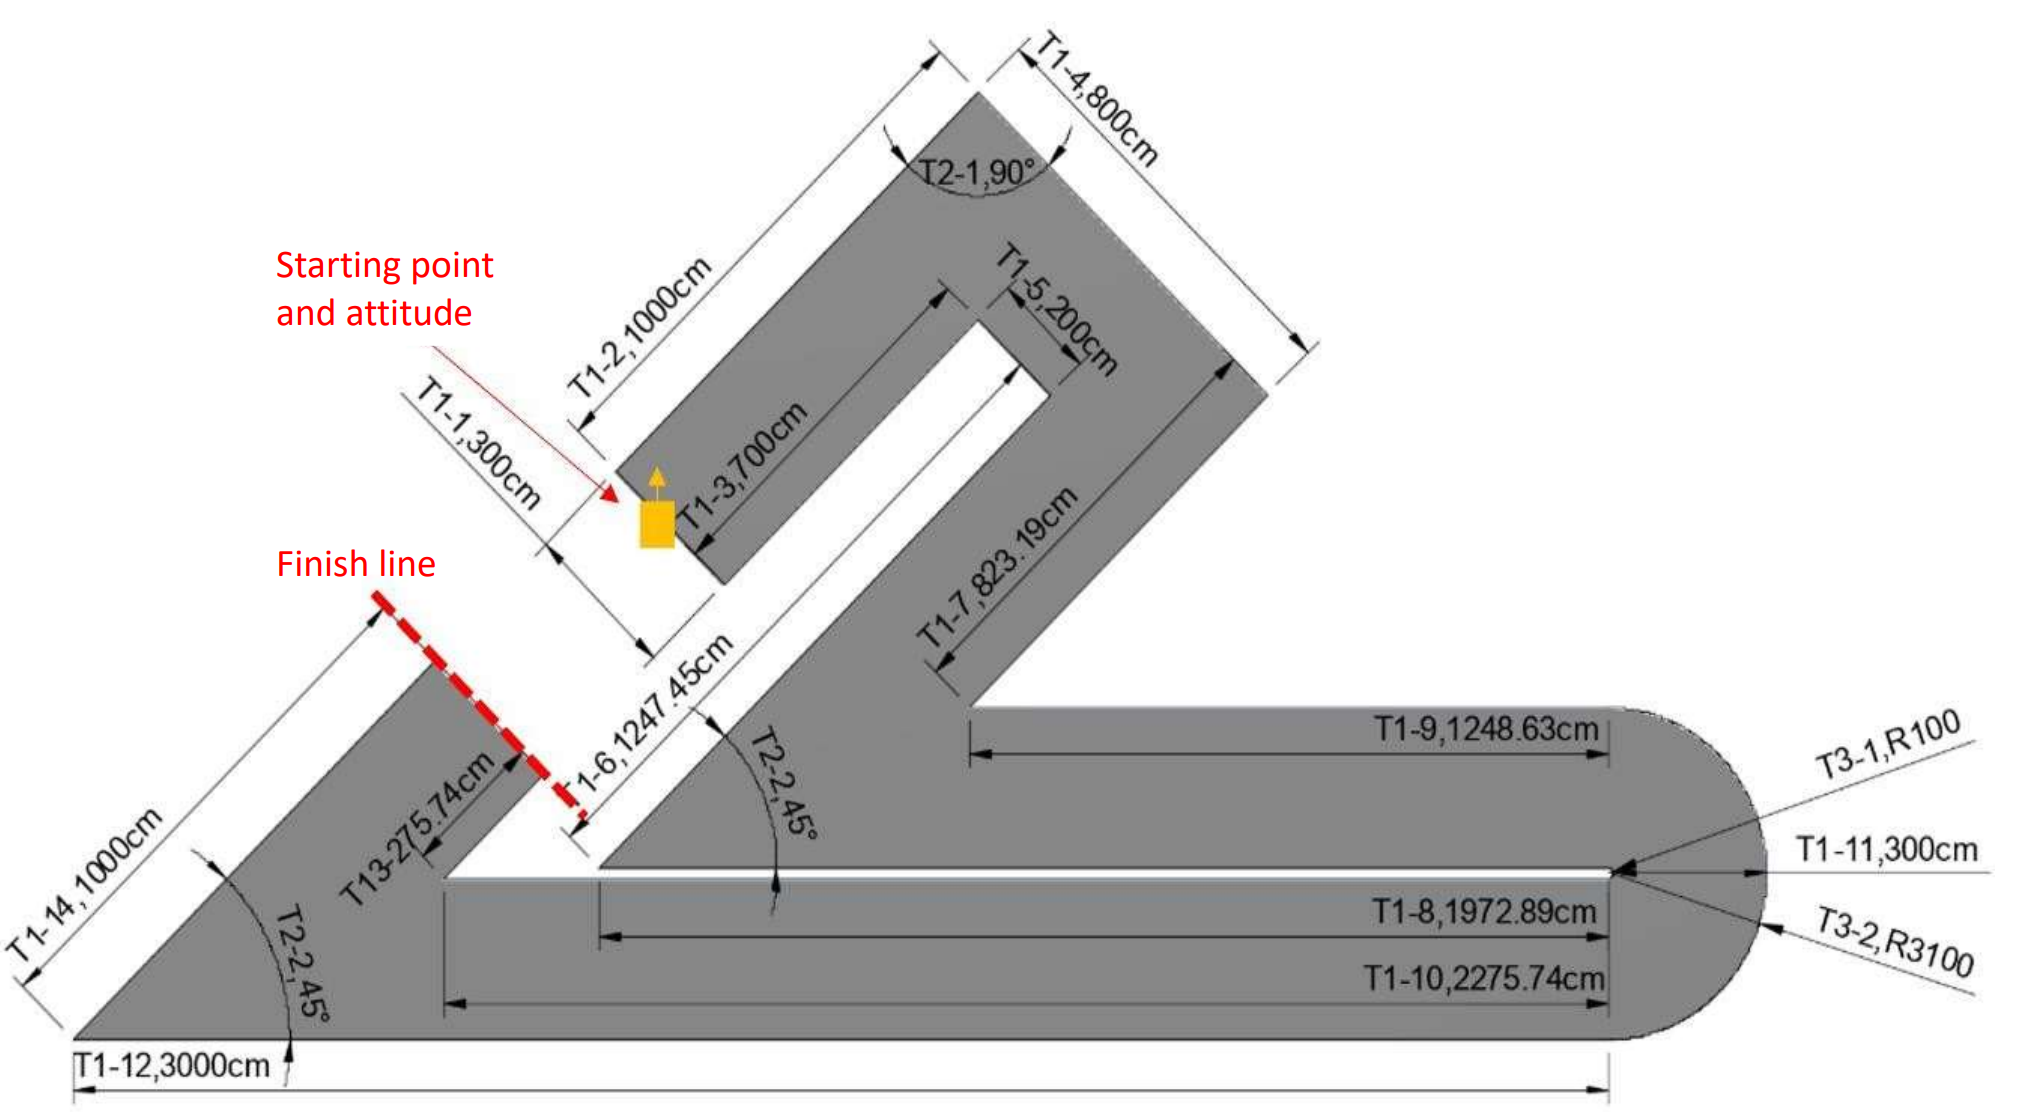 T1-4,800cm
T2-1,90°
Starting point
and attitude
T1-2,1000cm
T1-5,200cm
T1-1,300cm
T1-3,700cm
Finish line
T1-7,823.19cm
1-6,1247.45cm
T2-2,45°
T1-9,1248.63cm
T3-1,R100
T13-275.74cm
T1-11,300cm
T1-14,1000cm
T1-8,1972.89cm
T3-2,R3100
T2-2,45°
T1-10,2275.74cm
T1-12,3000cm